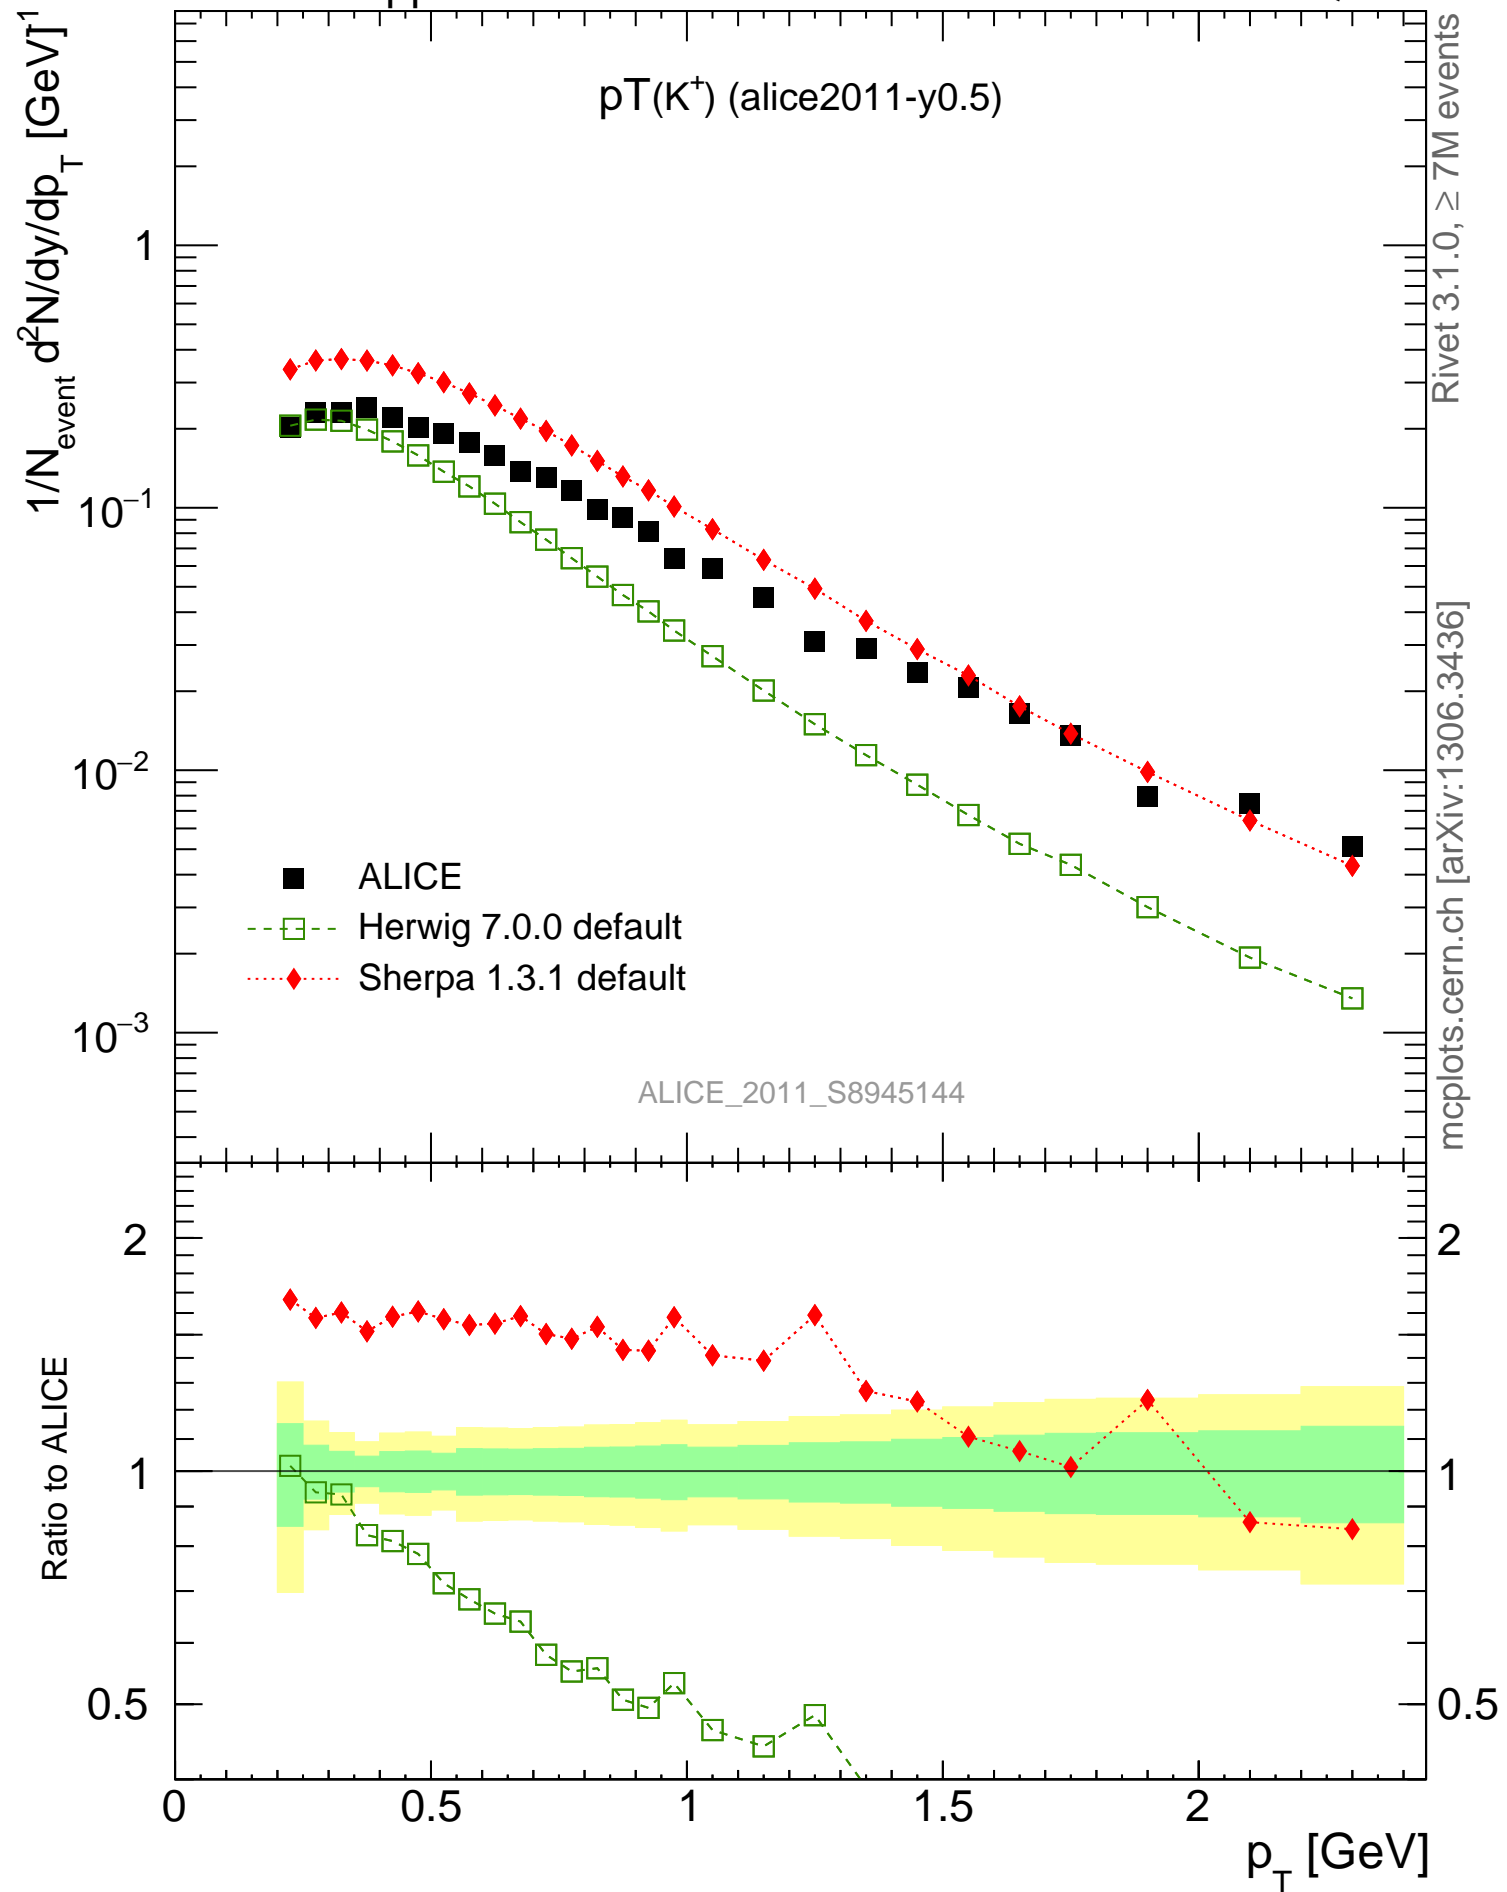 pT(K⁺) (alice2011-y0.5)
1/N_event d²N/dy/dp_T [GeV]⁻¹
1
10⁻¹
10⁻²
10⁻³
ALICE
Herwig 7.0.0 default
Sherpa 1.3.1 default
ALICE_2011_S8945144
Rivet 3.1.0, ≥ 7M events
mcplots.cern.ch [arXiv:1306.3436]
Ratio to ALICE
2
1
0.5
2
1
0.5
0 0.5 1 1.5 2
p_T [GeV]